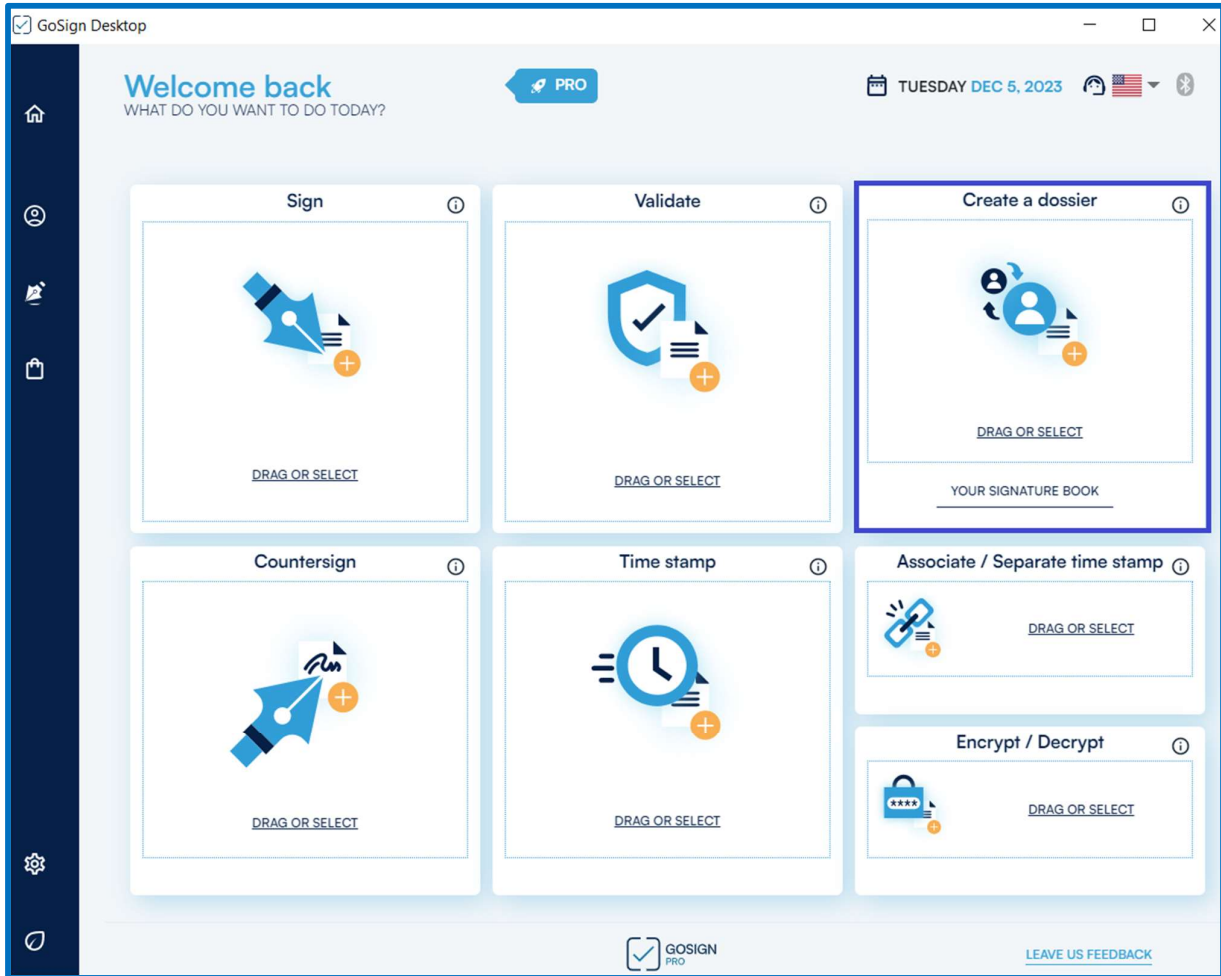 GoSign Desktop
Welcome back
WHAT DO YOU WANT TO DO TODAY?
PRO
TUESDAY DEC 5, 2023
Sign
DRAG OR SELECT
Validate
DRAG OR SELECT
Create a dossier
DRAG OR SELECT
YOUR SIGNATURE BOOK
Countersign
DRAG OR SELECT
Time stamp
DRAG OR SELECT
Associate / Separate time stamp
DRAG OR SELECT
Encrypt / Decrypt
****
DRAG OR SELECT
GOSIGN
PRO
LEAVE US FEEDBACK